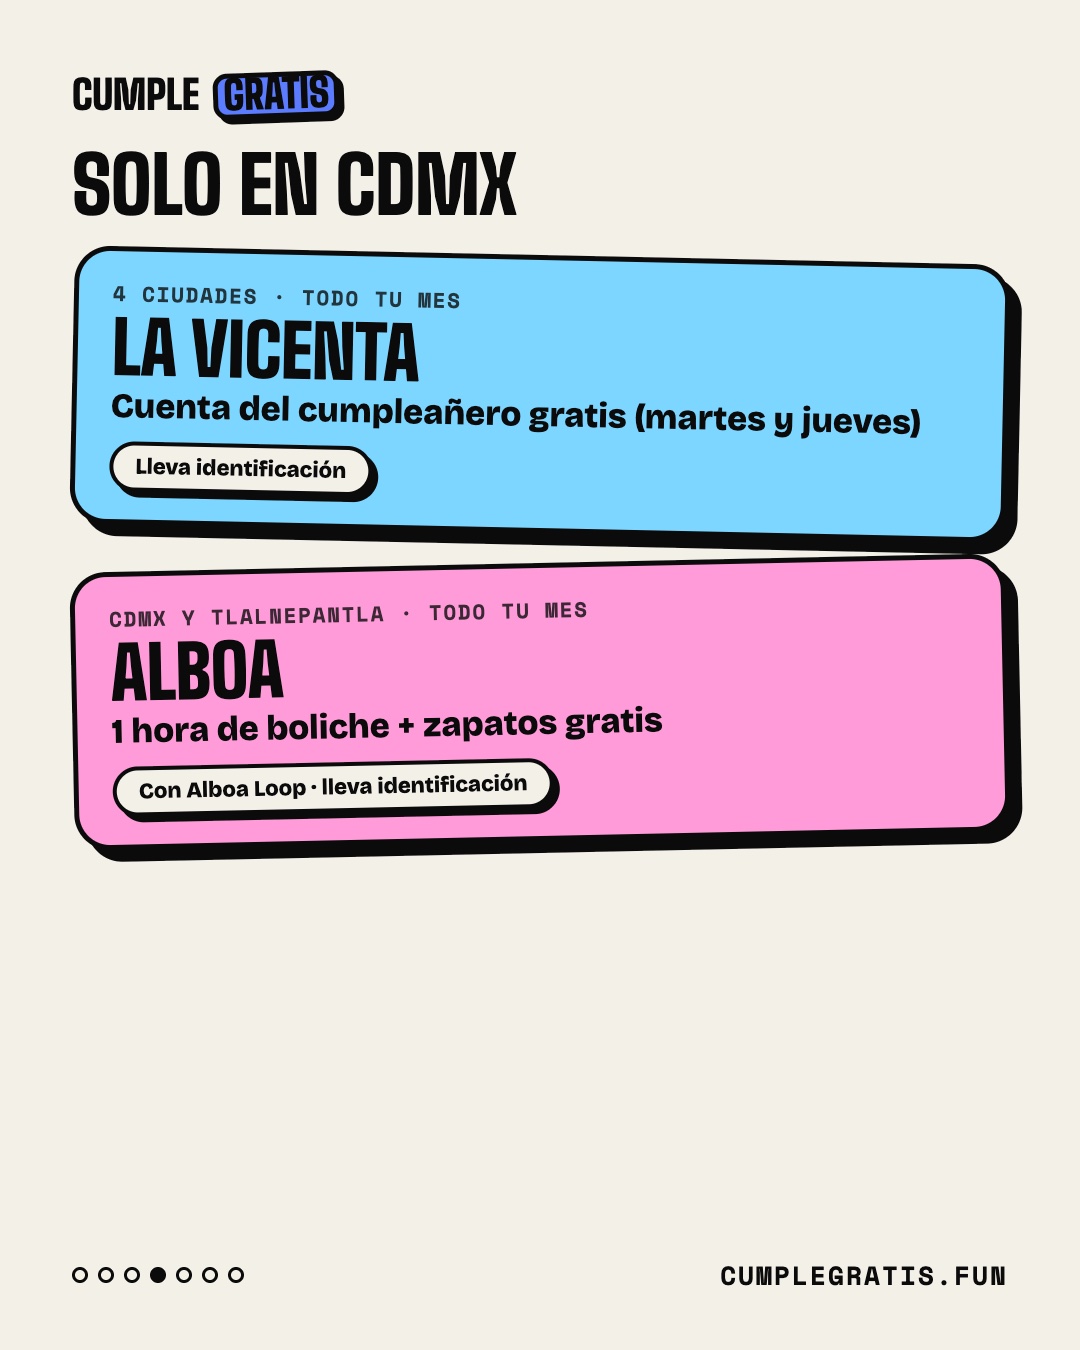 CUMPLE GRATIS
SOLO EN CDMX
4 CIUDADES · TODO TU MES
LA VICENTA
Cuenta del cumpleañero gratis (martes y jueves)
Lleva identificación
CDMX Y TLALNEPANTLA · TODO TU MES
ALBOA
1 hora de boliche + zapatos gratis
Con Alboa Loop · lleva identificación
CUMPLEGRATIS.FUN